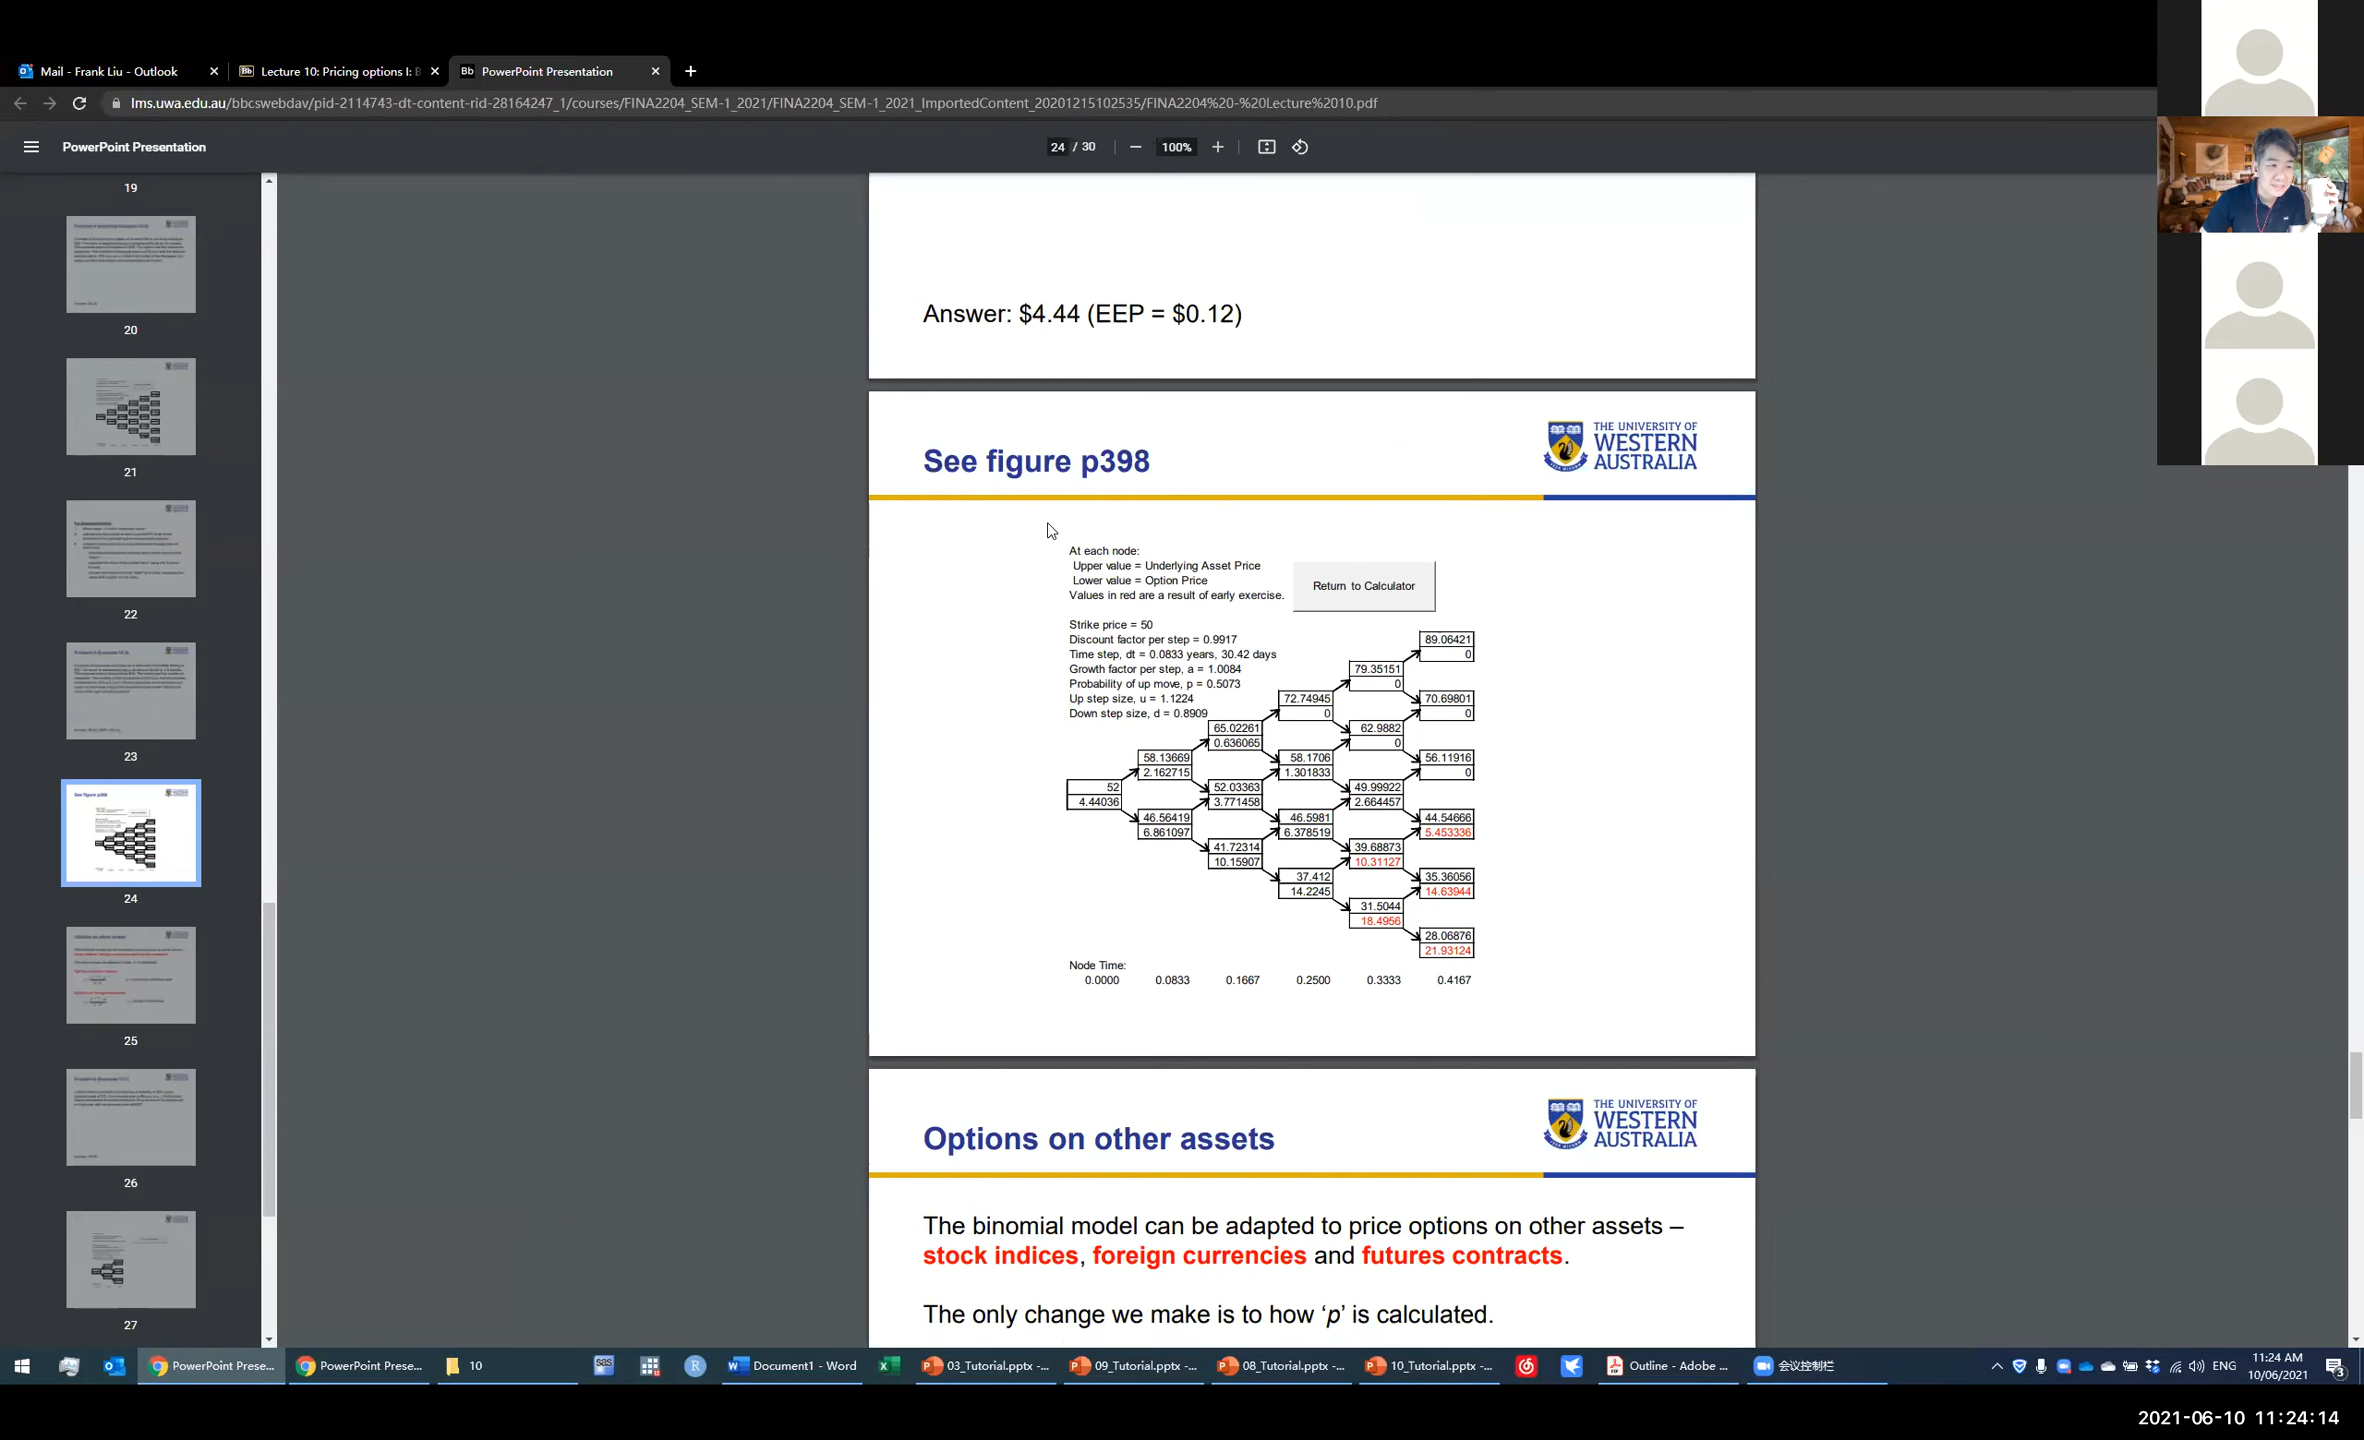 Mail - Frank Liu - Outlook
Lecture 10: Pricing options I: B
PowerPoint Presentation
lms.uwa.edu.au/bbcswebdav/pid-2114743-dt-content-rid-28164247_1/courses/FINA2204_SEM-1_2021/FINA2204_SEM-1_2021_ImportedContent_20201215102535/FINA2204%20-%20Lecture%2010.pdf
PowerPoint Presentation
24 / 30
100%
19
20
21
22
23
See figure p398
24
25
26
27
Answer: $4.44 (EEP = $0.12)
See figure p398
THE UNIVERSITY OF
WESTERN
AUSTRALIA
At each node:
Upper value = Underlying Asset Price
Lower value = Option Price
Values in red are a result of early exercise.
Return to Calculator
Strike price = 50
Discount factor per step = 0.9917
Time step, dt = 0.0833 years, 30.42 days
Growth factor per step, a = 1.0084
Probability of up move, p = 0.5073
Up step size, u = 1.1224
Down step size, d = 0.8909
89.06421
0
79.35151
0
72.74945
0
70.69801
0
65.02261
0.636065
62.9882
0
58.13669
2.162715
58.1706
1.301833
56.11916
0
52
4.44036
52.03363
3.771458
49.99922
2.664457
46.56419
6.861097
46.5981
6.378519
44.54666
5.453336
41.72314
10.15907
39.68873
10.31127
37.412
14.2245
35.36056
14.63944
31.5044
18.4956
28.06876
21.93124
Node Time:
0.0000 0.0833 0.1667 0.2500 0.3333 0.4167
Options on other assets
THE UNIVERSITY OF
WESTERN
AUSTRALIA
The binomial model can be adapted to price options on other assets –
stock indices, foreign currencies and futures contracts.
The only change we make is to how ‘p’ is calculated.
PowerPoint Prese...
PowerPoint Prese...
10
Document1 - Word
03_Tutorial.pptx -...
09_Tutorial.pptx -...
08_Tutorial.pptx -...
10_Tutorial.pptx -...
Outline - Adobe ...
会议控制栏
ENG
11:24 AM
10/06/2021
3
2021-06-10 11:24:14